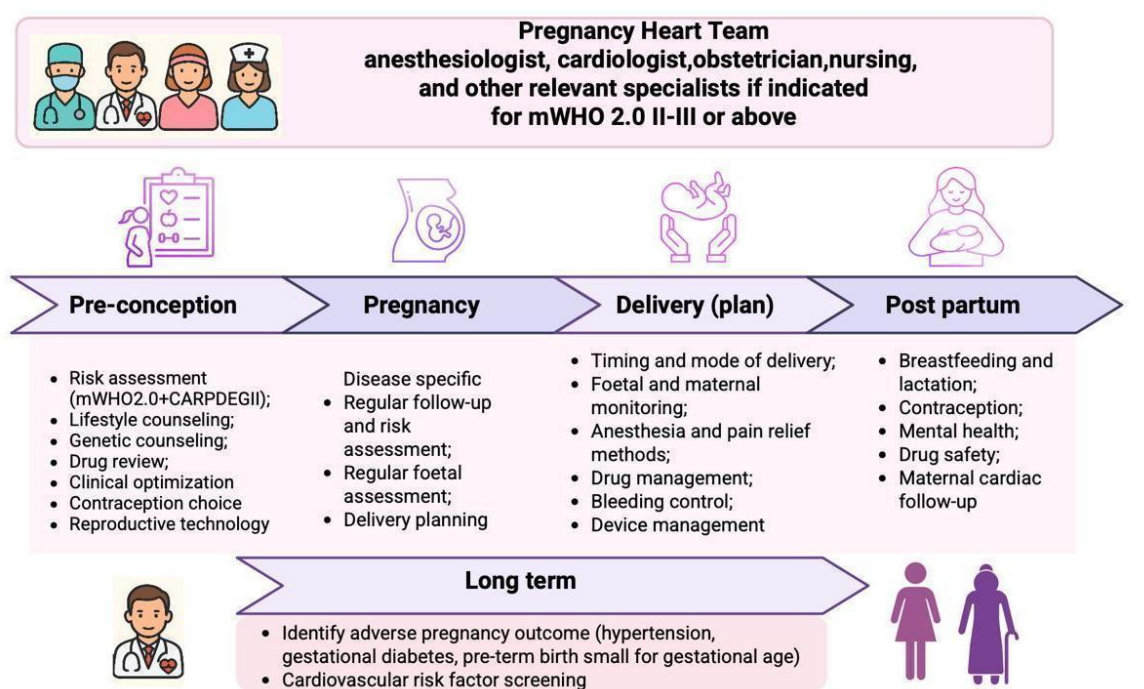 Pregnancy Heart Team
anesthesiologist, cardiologist,obstetrician,nursing,
and other relevant specialists if indicated
for mWHO 2.0 II-III or above
Pre-conception
Pregnancy
Delivery (plan)
Post partum
• Risk assessment
(mWHO2.0+CARPDEGII);
• Lifestyle counseling;
• Genetic counseling;
• Drug review;
• Clinical optimization
• Contraception choice
• Reproductive technology
Disease specific
• Regular follow-up
and risk
assessment;
• Regular foetal
assessment;
• Delivery planning
• Timing and mode of delivery;
• Foetal and maternal
monitoring;
• Anesthesia and pain relief
methods;
• Drug management;
• Bleeding control;
• Device management
• Breastfeeding and
lactation;
• Contraception;
• Mental health;
• Drug safety;
• Maternal cardiac
follow-up
Long term
• Identify adverse pregnancy outcome (hypertension,
gestational diabetes, pre-term birth small for gestational age)
• Cardiovascular risk factor screening